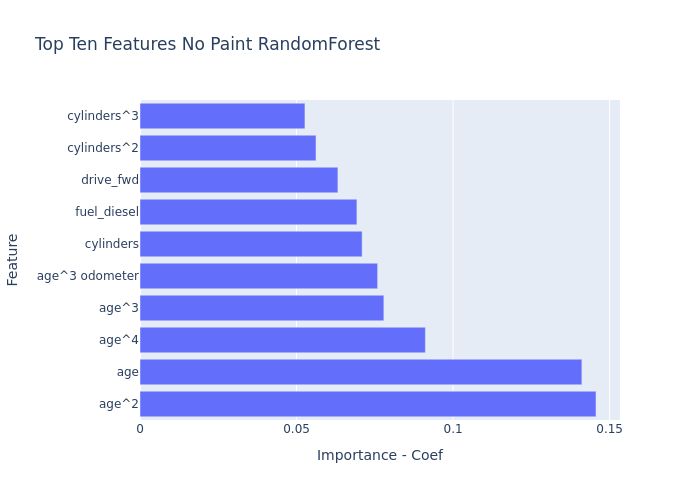 Top Ten Features No Paint RandomForest
cylinders^3
cylinders^2
drive_fwd
fuel_diesel
cylinders
age^3 odometer
age^3
age^4
age
age^2
Feature
0 0.05 0.1 0.15
Importance - Coef